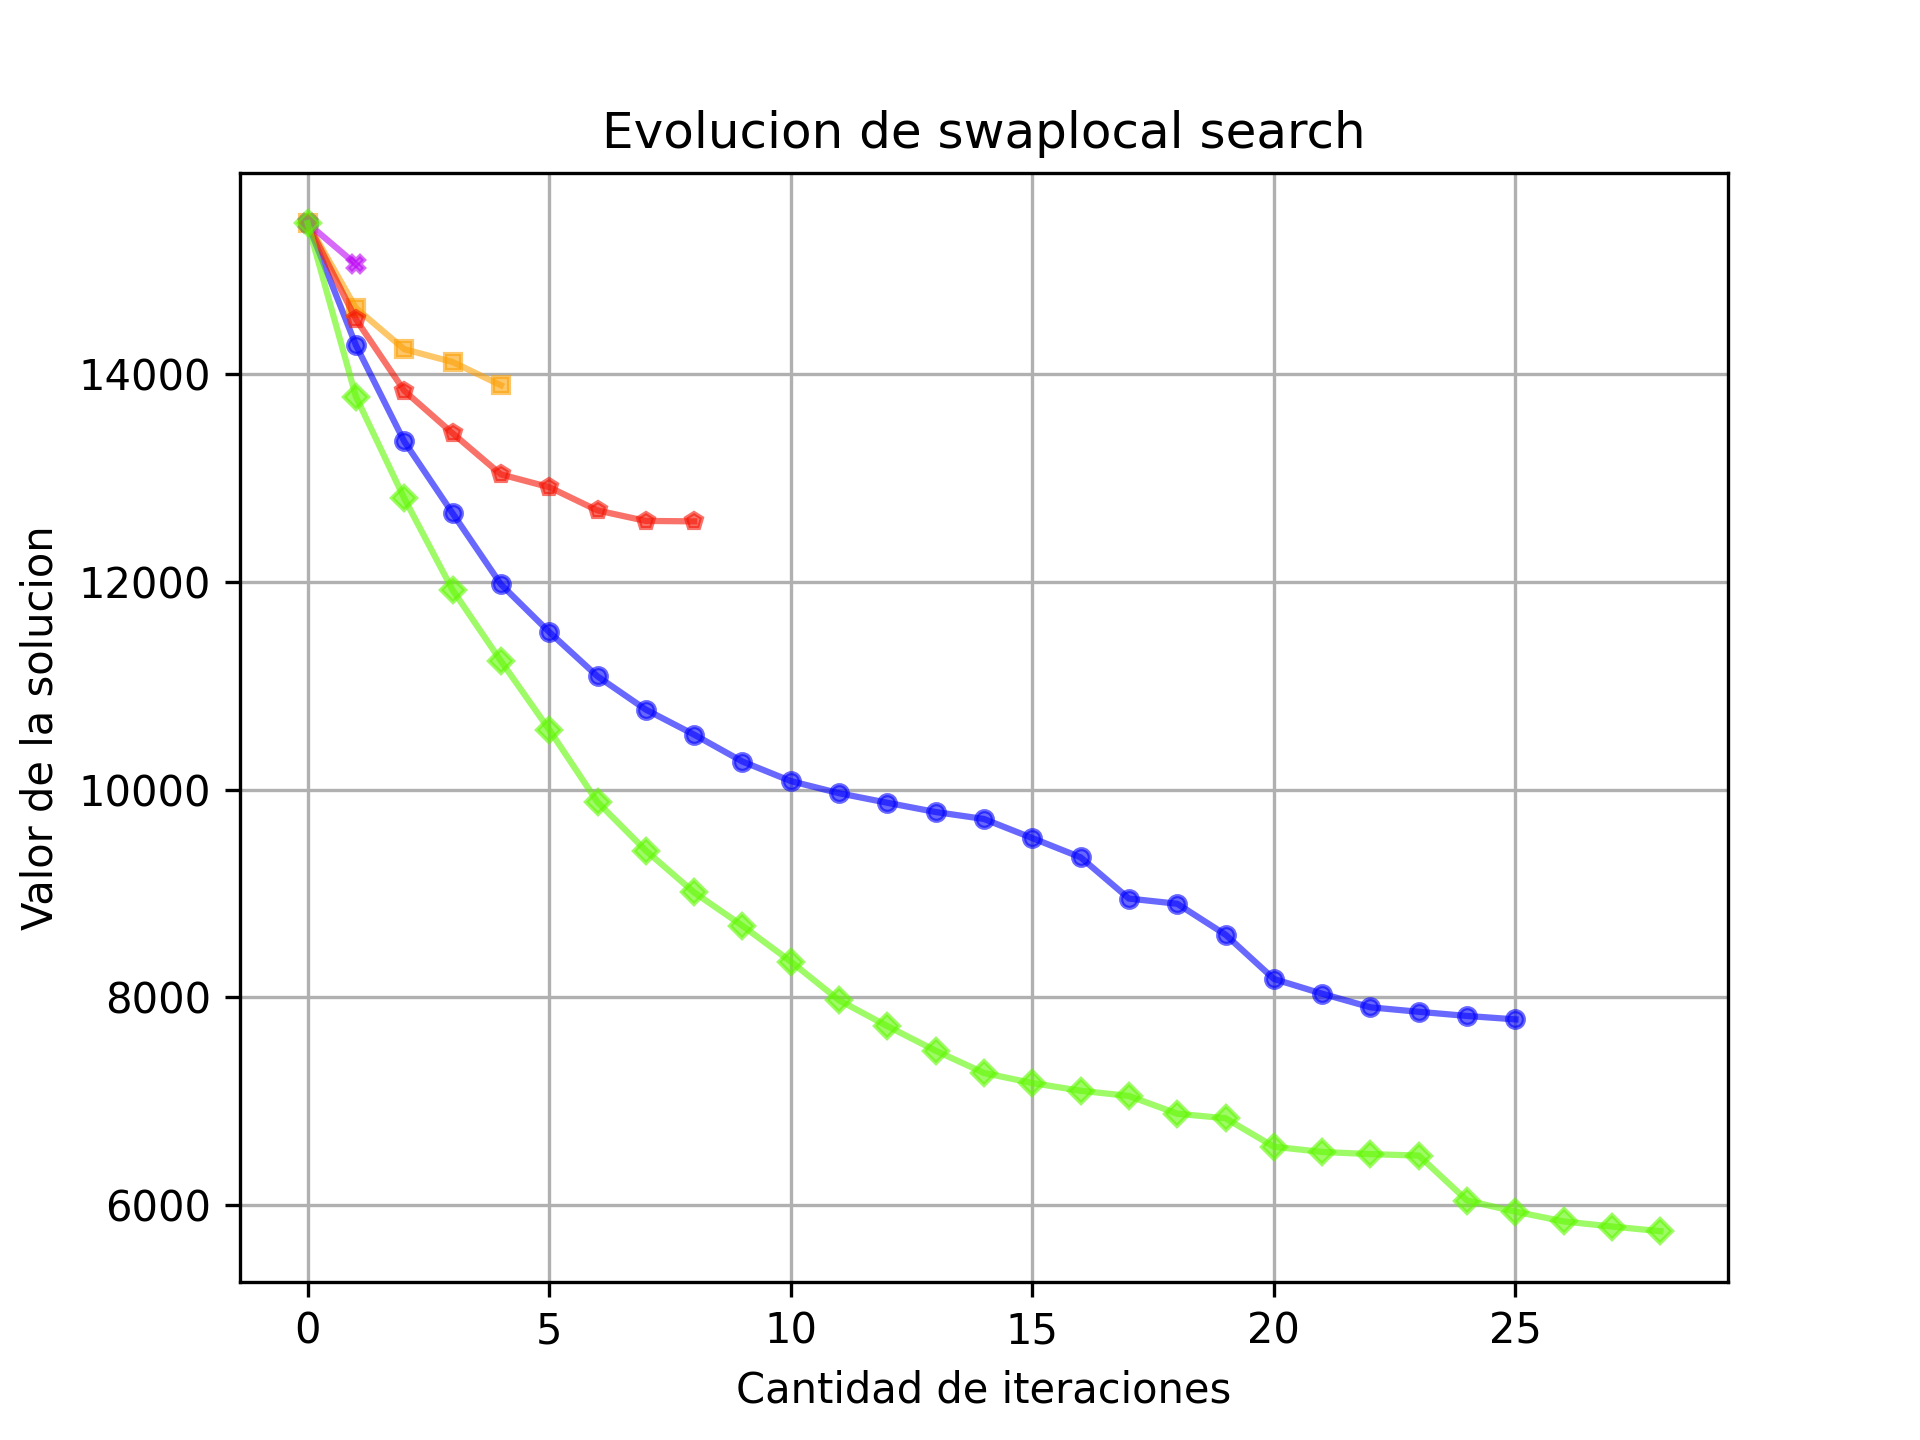 Evolucion de swaplocal search
Valor de la solucion
14000
12000
10000
8000
6000
0 5 10 15 20 25
Cantidad de iteraciones